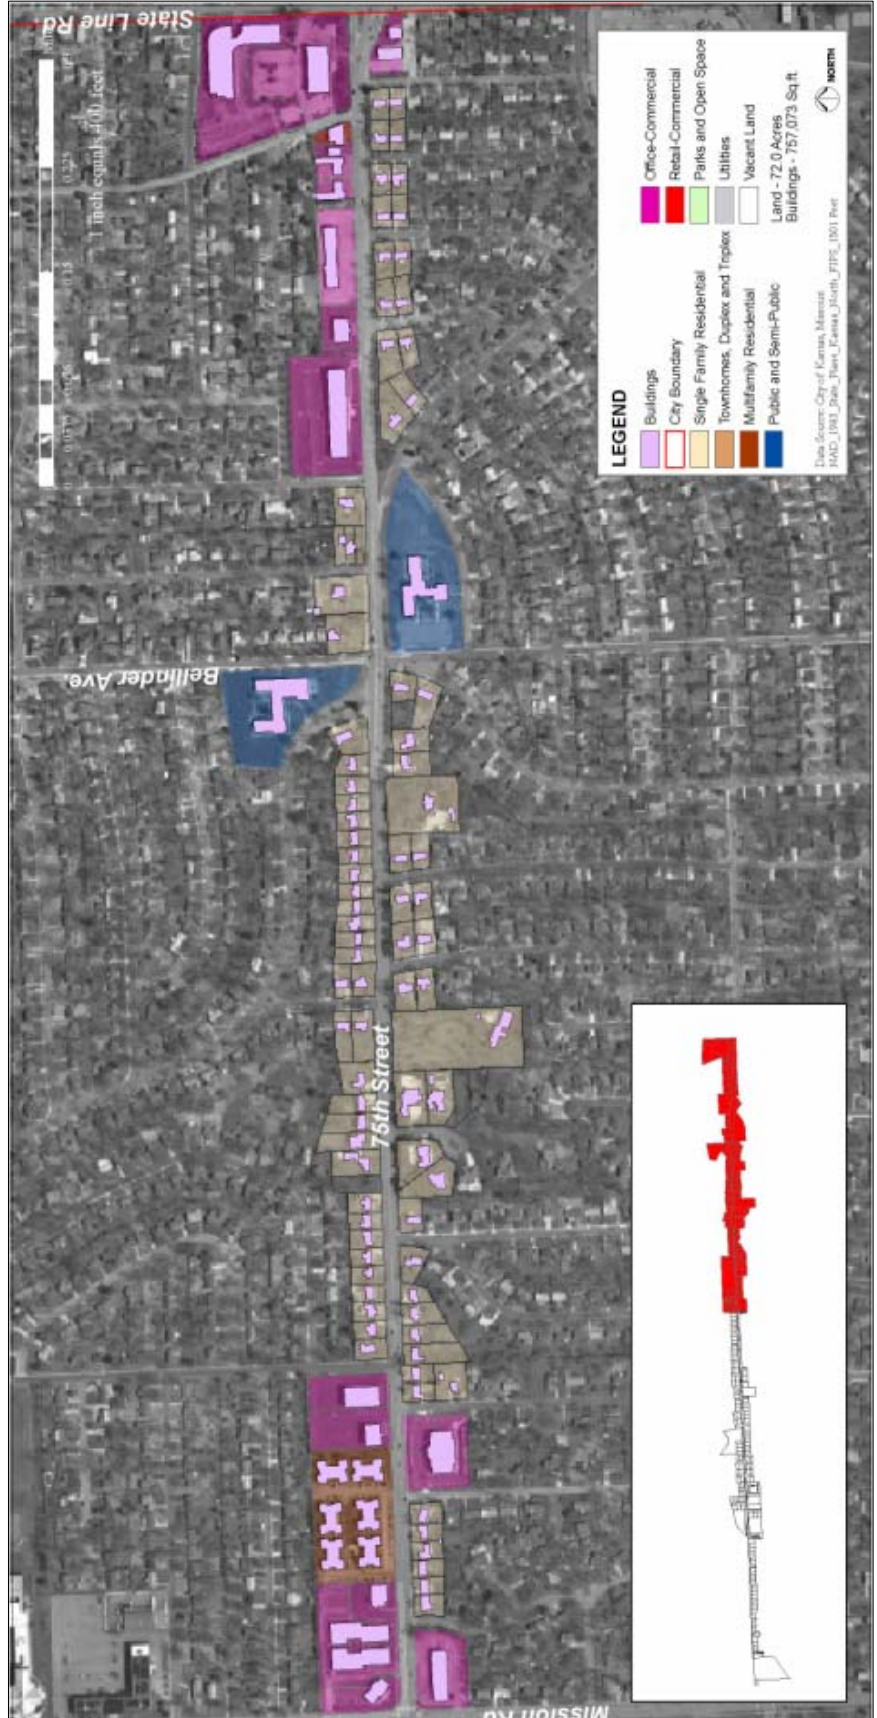 State Line Rd
1 inch equals 400 feet
Bellinder Ave.
75th Street
Mission Rd
LEGEND
Buildings
City Boundary
Single Family Residential
Townhomes, Duplex and Triplex
Multifamily Residential
Public and Semi-Public
Office-Commercial
Retail-Commercial
Parks and Open Space
Utilities
Vacant Land
Land - 72.0 Acres
Buildings - 757,073 Sq.ft.
NORTH
Data Source: City of Kansas, Missouri
NAD_1983_State_Plane_Kansas_North_FIPS_1501 Feet